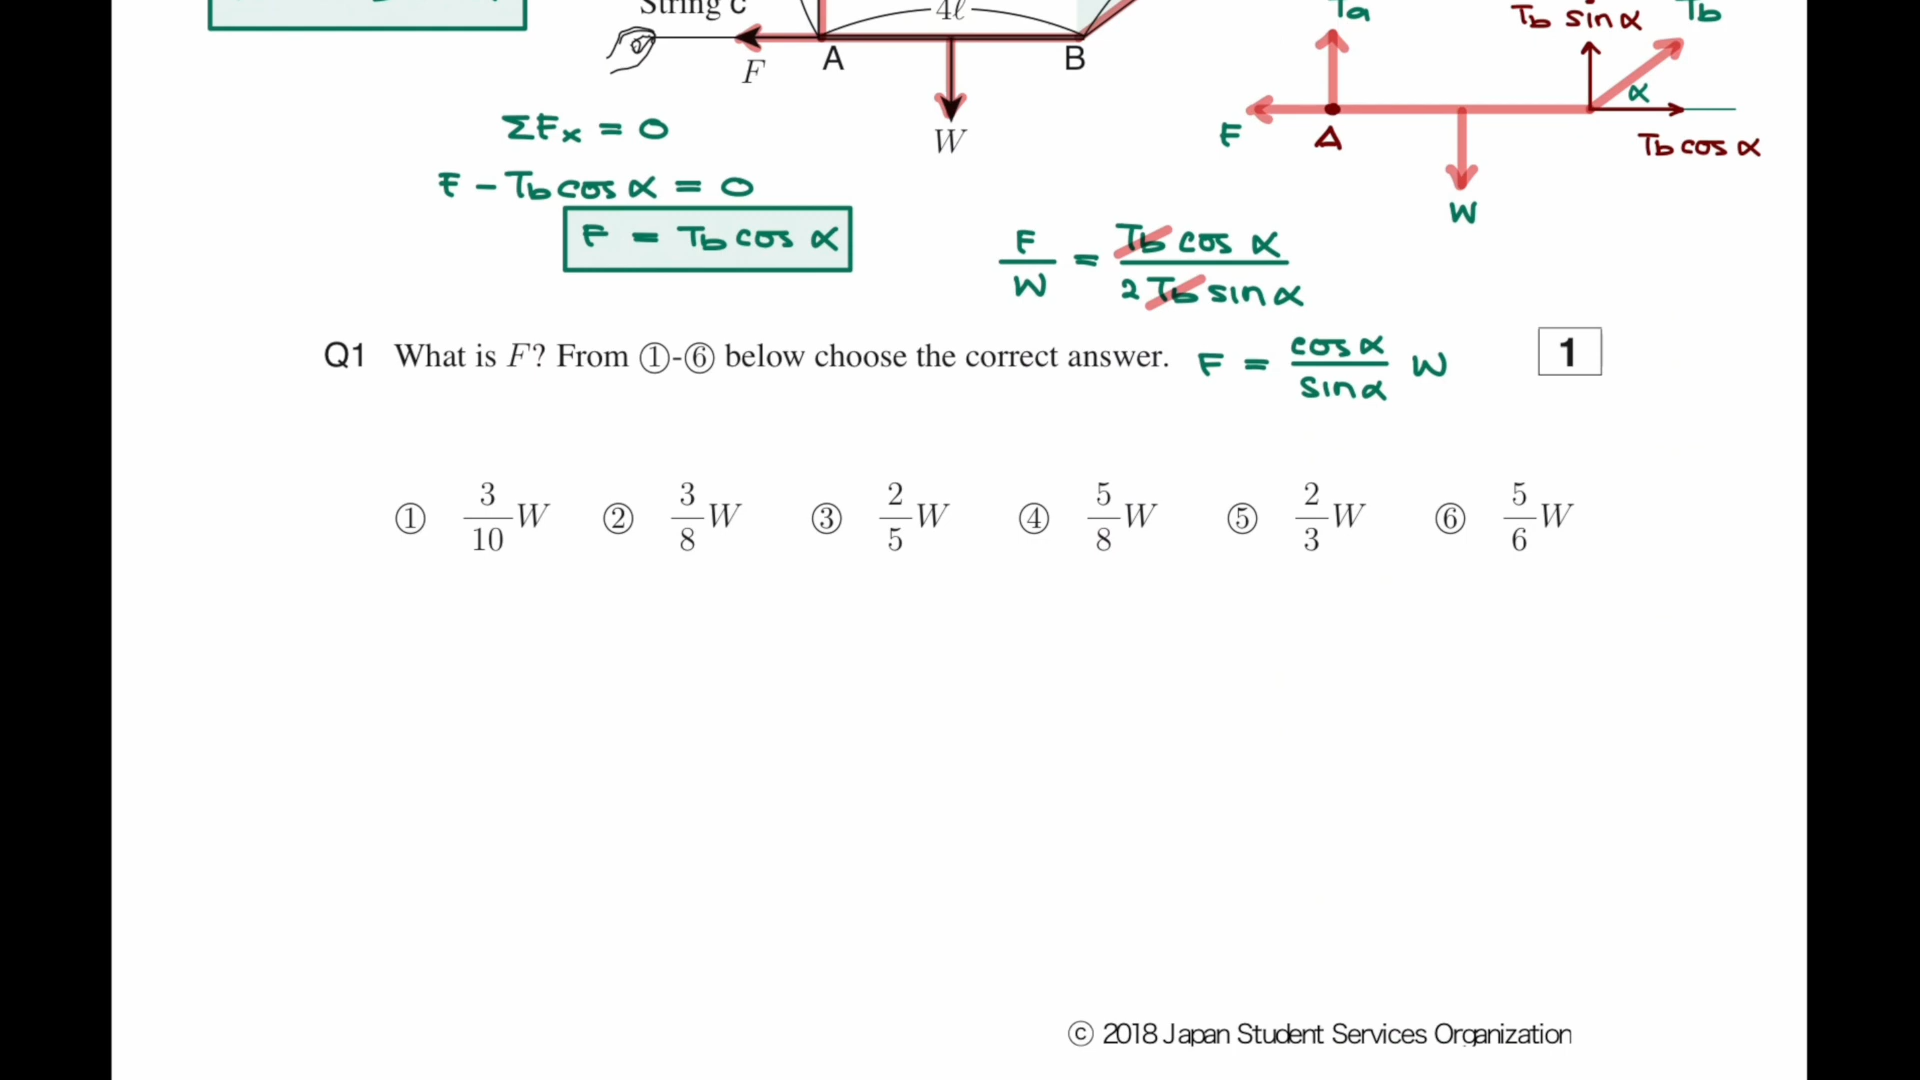 String c
4ℓ
F
A
B
W
Ta
Tb sin α
Tb
α
F
A
Tb cos α
W
ΣFx = 0
F - Tb cos α = 0
F = Tb cos α
F/W = Tb cos α / 2 Tb sin α
Q1 What is F? From ①-⑥ below choose the correct answer. 1
F = cos α / sin α W
① 3/10 W ② 3/8 W ③ 2/5 W ④ 5/8 W ⑤ 2/3 W ⑥ 5/6 W
© 2018 Japan Student Services Organization